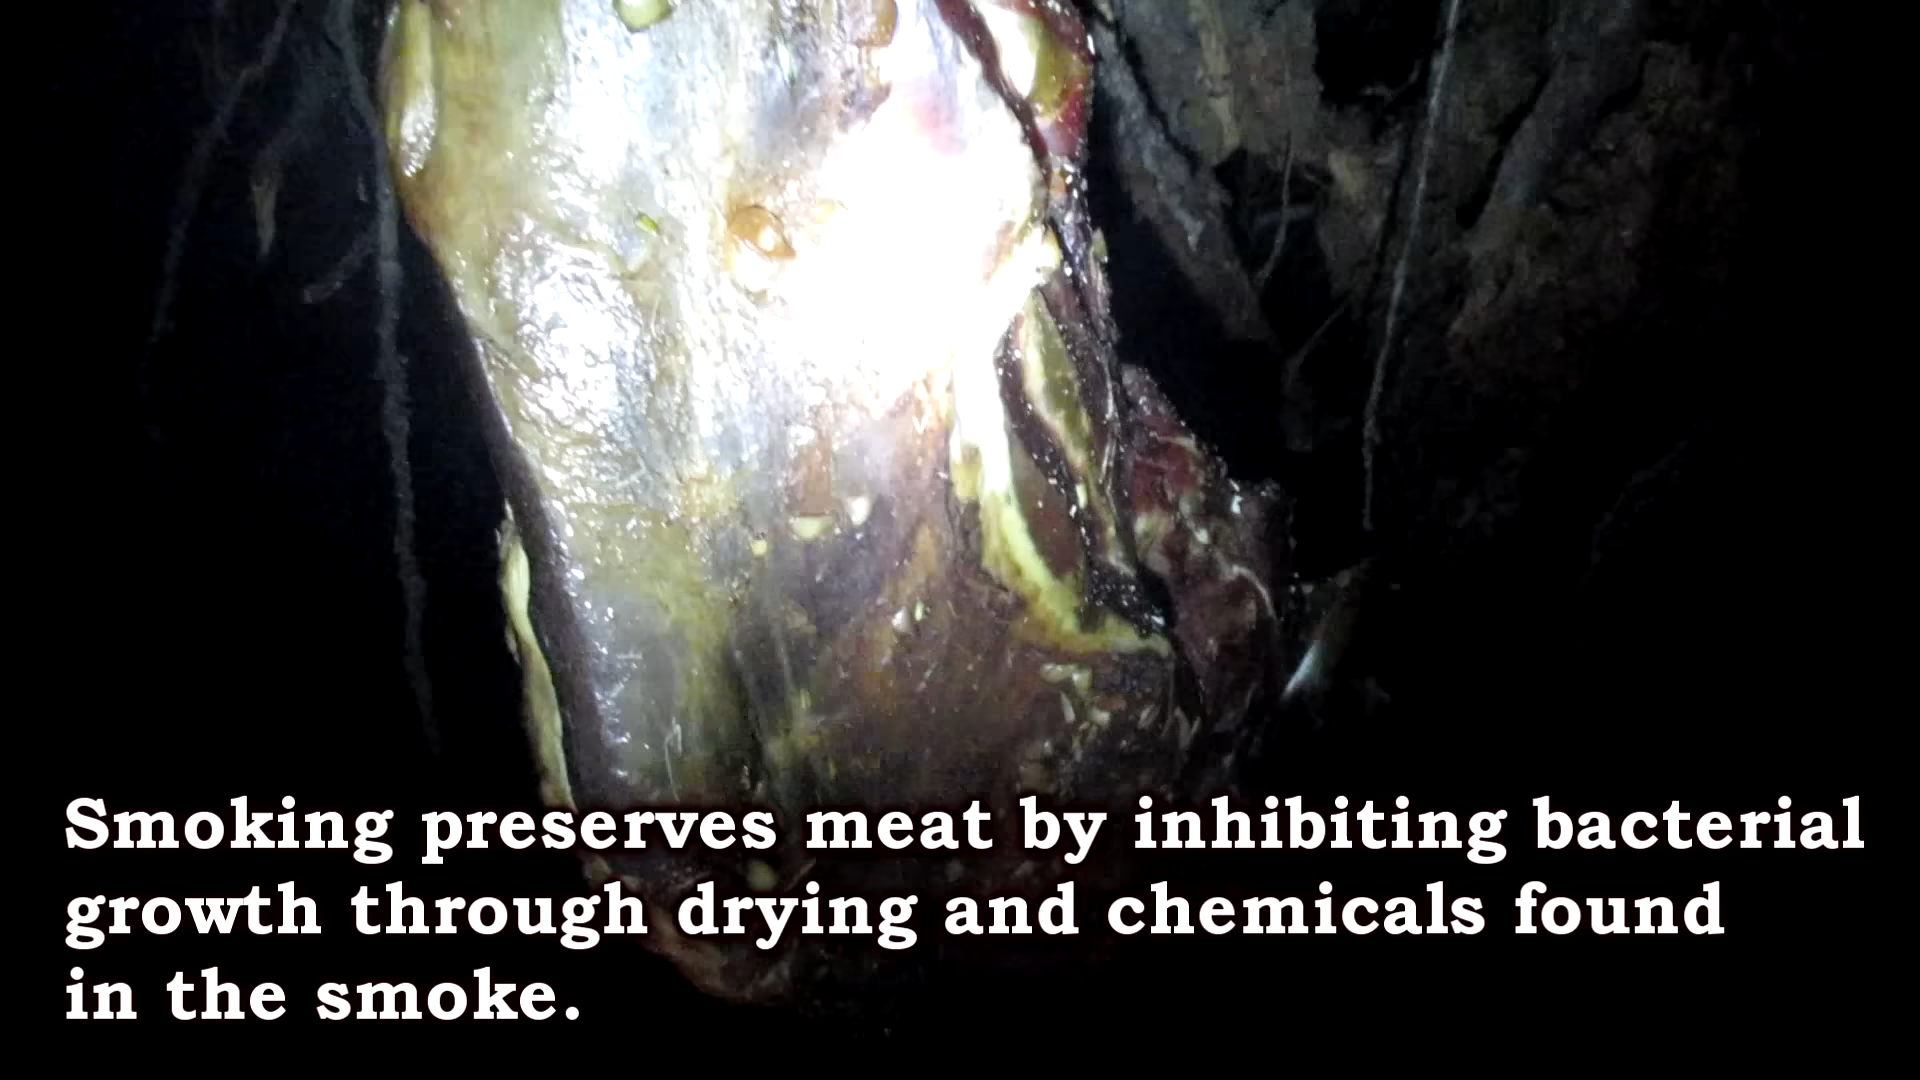 Smoking preserves meat by inhibiting bacterial
growth through drying and chemicals found
in the smoke.